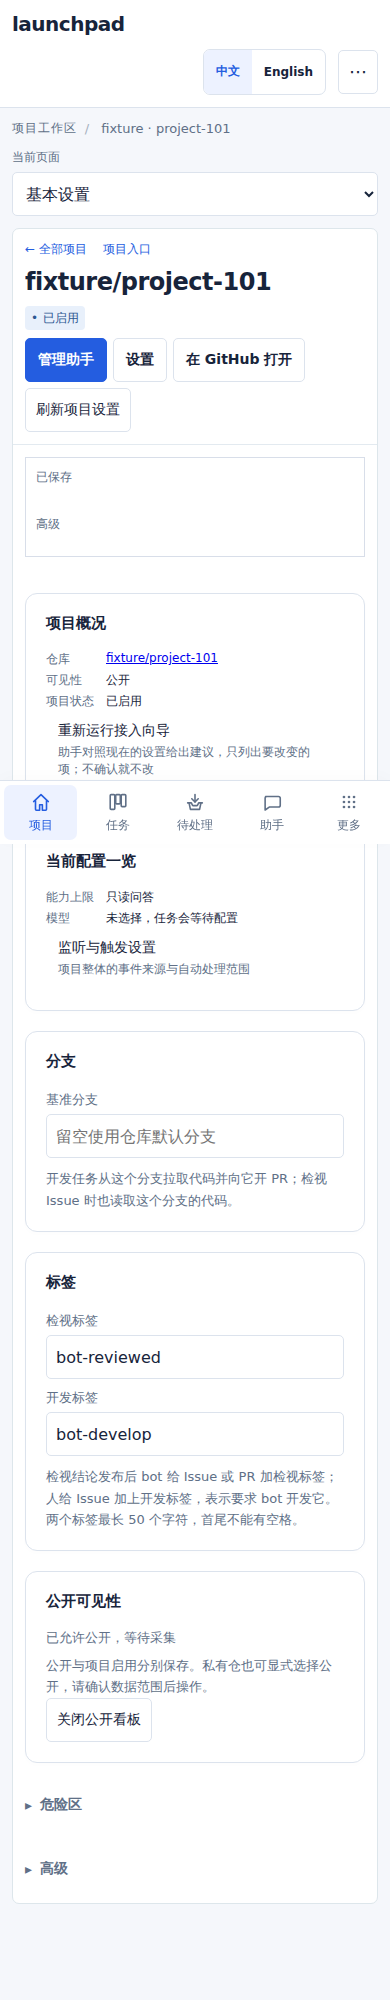 launchpad
中文 English ⋯
项目工作区 / fixture · project-101
当前页面
基本设置
← 全部项目 项目入口
fixture/project-101
• 已启用
管理助手 设置 在 GitHub 打开
刷新项目设置
已保存
高级
项目概况
仓库 fixture/project-101
可见性 公开
项目状态 已启用
重新运行接入向导
助手对照现在的设置给出建议，只列出要改变的
项；不确认就不改
项目 任务 待处理 助手 更多
当前配置一览
能力上限 只读问答
模型 未选择，任务会等待配置
监听与触发设置
项目整体的事件来源与自动处理范围
分支
基准分支
留空使用仓库默认分支
开发任务从这个分支拉取代码并向它开 PR；检视
Issue 时也读取这个分支的代码。
标签
检视标签
bot-reviewed
开发标签
bot-develop
检视结论发布后 bot 给 Issue 或 PR 加检视标签；
人给 Issue 加上开发标签，表示要求 bot 开发它。
两个标签最长 50 个字符，首尾不能有空格。
公开可见性
已允许公开，等待采集
公开与项目启用分别保存。私有仓也可显式选择公
开，请确认数据范围后操作。
关闭公开看板
▸ 危险区
▸ 高级